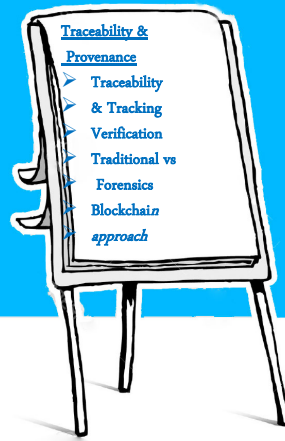 Traceability &
Provenance
➢ Traceability
➢ & Tracking
➢ Verification
➢ Traditional vs
➢ Forensics
➢ Blockchain
➢ approach